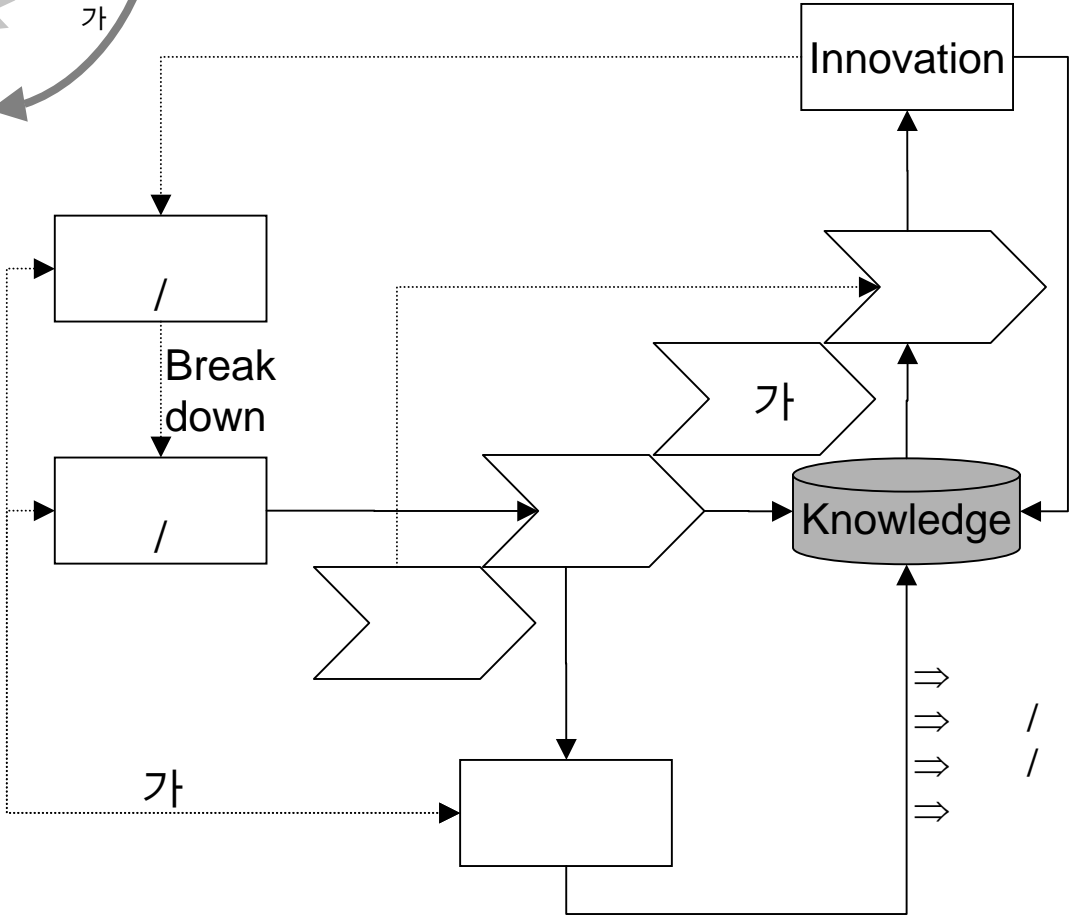 가
Innovation
/
Break
down
가
/
Knowledge
⇒
⇒ /
⇒ /
⇒
가